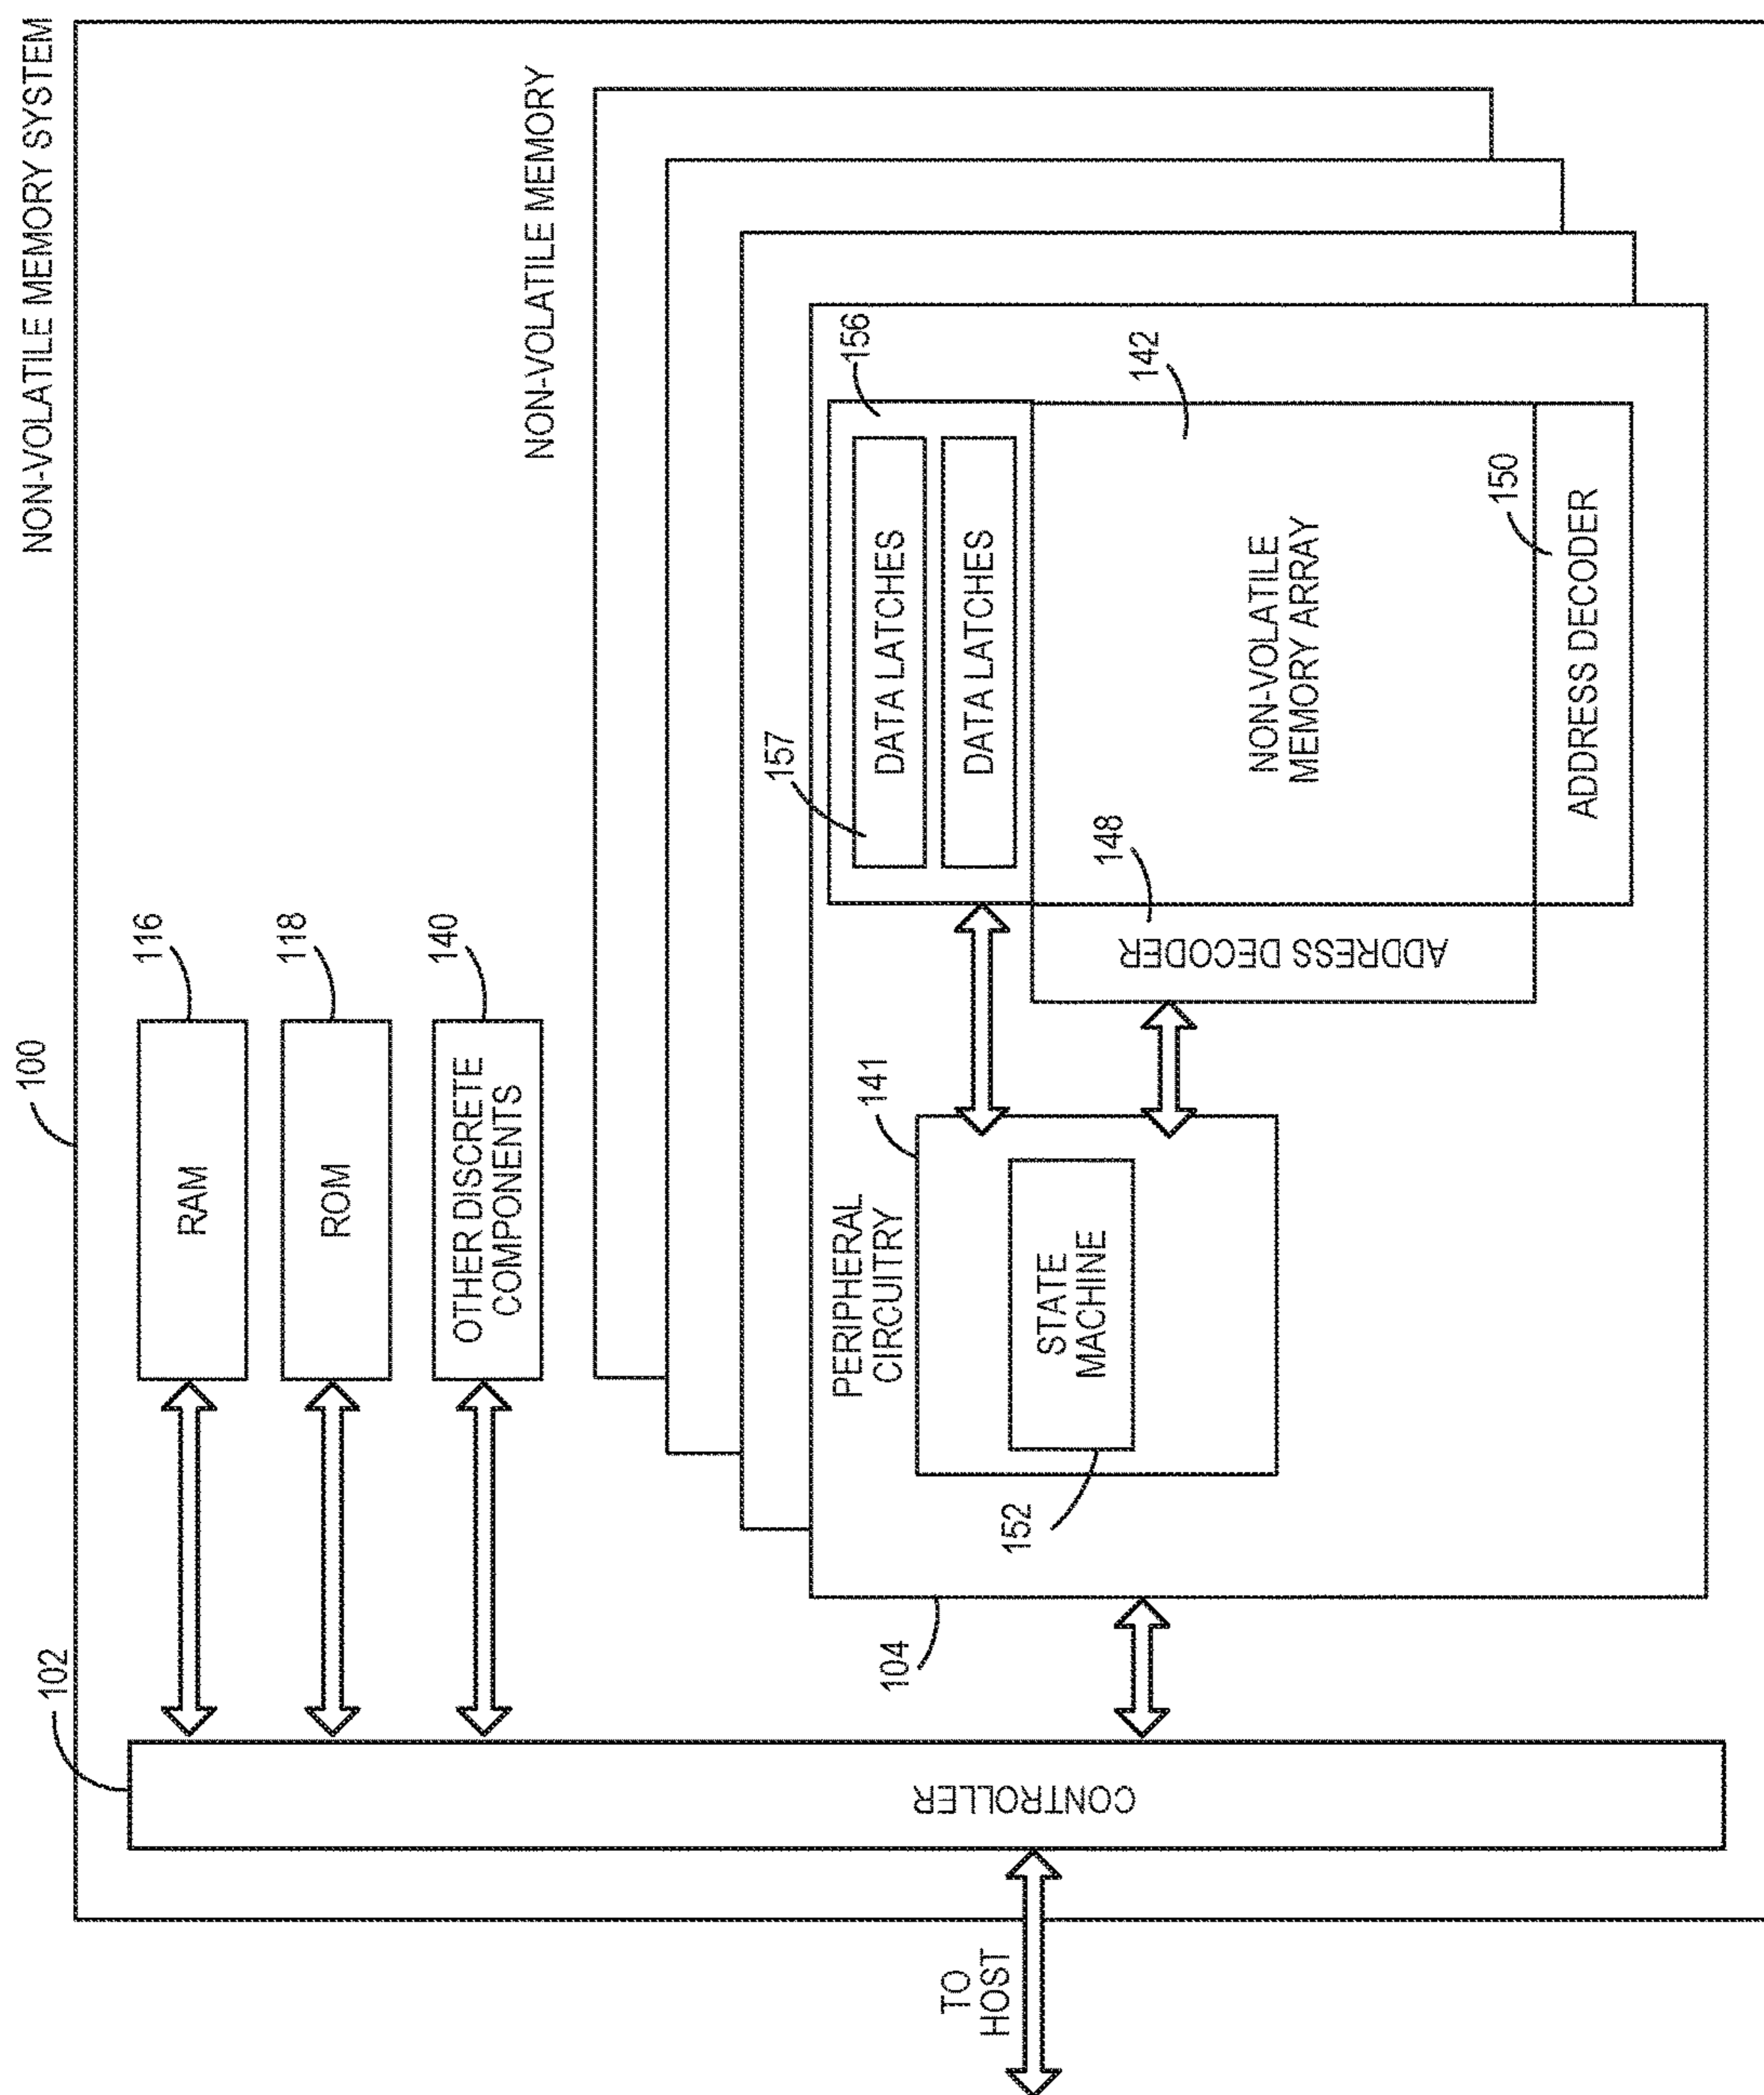 NON-VOLATILE MEMORY SYSTEM
100
102
RAM
116
ROM
118
OTHER DISCRETE
COMPONENTS
140
NON-VOLATILE MEMORY
TO
HOST
CONTROLLER
104
PERIPHERAL
CIRCUITRY
141
STATE
MACHINE
152
157
156
DATA LATCHES
DATA LATCHES
148
ADDRESS DECODER
142
NON-VOLATILE
MEMORY ARRAY
150
ADDRESS DECODER